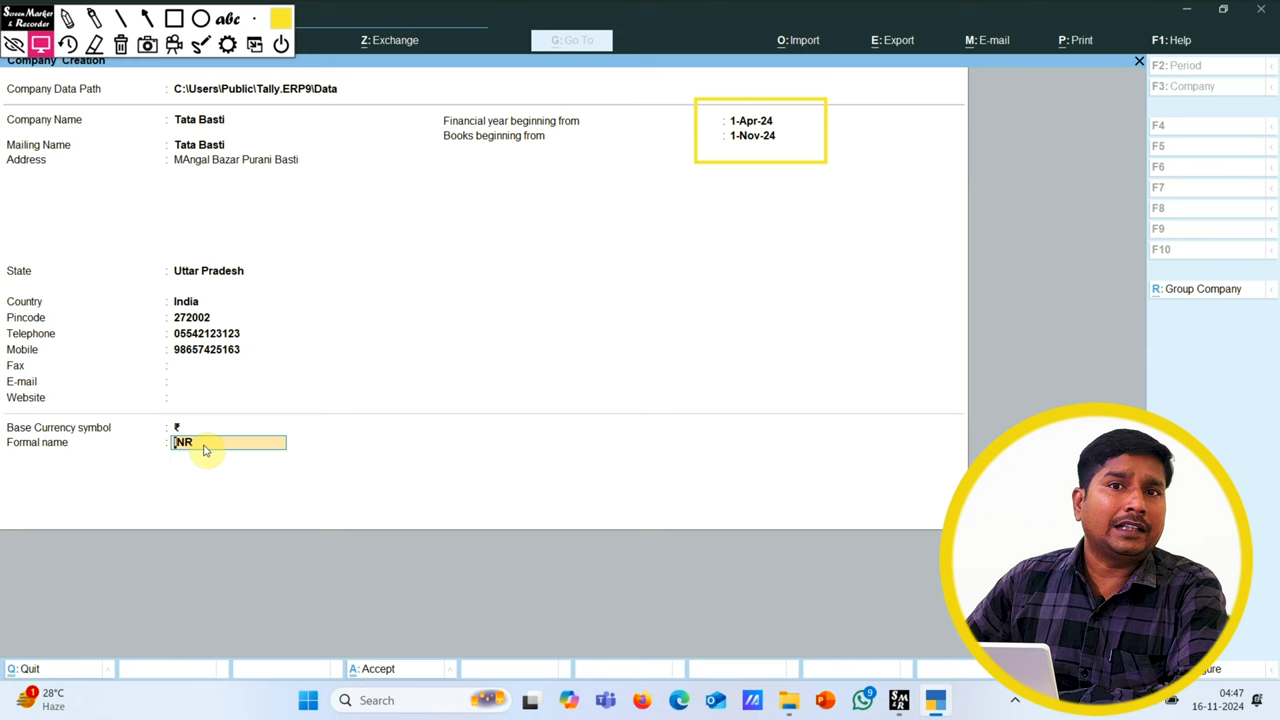 Screen Marker
& Recorder
abc
Z: Exchange
G: Go To
O: Import
E: Export
M: E-mail
P: Print
F1: Help
Company Creation
F2: Period
F3: Company
Company Data Path : C:\Users\Public\Tally.ERP9\Data
Company Name : Tata Basti
Financial year beginning from : 1-Apr-24
Books beginning from : 1-Nov-24
F4
Mailing Name : Tata Basti
F5
Address : MAngal Bazar Purani Basti
F6
F7
F8
F9
F10
State : Uttar Pradesh
R: Group Company
Country : India
Pincode : 272002
Telephone : 05542123123
Mobile : 98657425163
Fax :
E-mail :
Website :
Base Currency symbol : ₹
Formal name : INR
Q: Quit
A: Accept
1
28°C
Haze
Search
9
04:47
16-11-2024